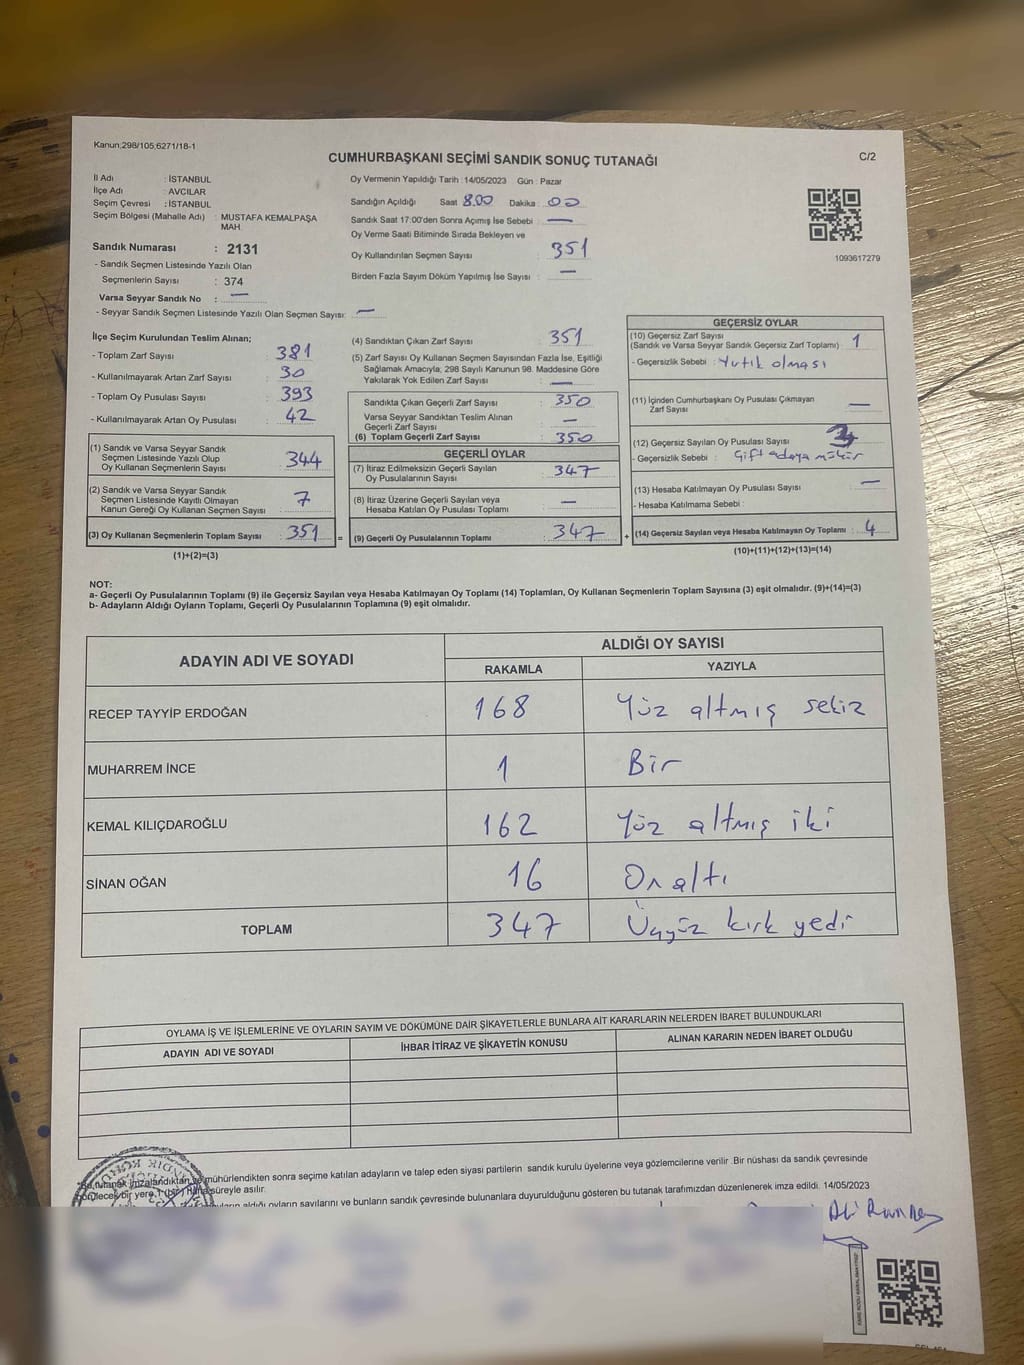 Kanun,298/105,6271/18-1
CUMHURBAŞKANI SEÇİMİ SANDIK SONUÇ TUTANAĞI
C/2
İl Adı : İSTANBUL
İlçe Adı : AVCILAR
Seçim Çevresi : İSTANBUL
Seçim Bölgesi (Mahalle Adı) : MUSTAFA KEMALPAŞA
MAH.
Sandık Numarası : 2131
- Sandık Seçmen Listesinde Yazılı Olan
Seçmenlerin Sayısı : 374
Varsa Seyyar Sandık No : —
- Seyyar Sandık Seçmen Listesinde Yazılı Olan Seçmen Sayısı: —
Oy Vermenin Yapıldığı Tarih : 14/05/2023 Gün : Pazar
Sandığın Açıldığı Saat 8.00 Dakika : 00
Sandık Saat 17:00'den Sonra Açımış İse Sebebi : —
Oy Verme Saati Bitiminde Sırada Bekleyen ve
Oy Kullandırılan Seçmen Sayısı : 351
Birden Fazla Sayım Döküm Yapılmış İse Sayısı : —
1093617279
İlçe Seçim Kurulundan Teslim Alınan;
- Toplam Zarf Sayısı : 381
- Kullanılmayarak Artan Zarf Sayısı : 30
- Toplam Oy Pusulası Sayısı : 393
- Kullanılmayarak Artan Oy Pusulası : 42
(1) Sandık ve Varsa Seyyar Sandık
Seçmen Listesinde Yazılı Olup
Oy Kullanan Seçmenlerin Sayısı : 344
(2) Sandık ve Varsa Seyyar Sandık
Seçmen Listesinde Kayıtlı Olmayan
Kanun Gereği Oy Kullanan Seçmen Sayısı : 7
(3) Oy Kullanan Seçmenlerin Toplam Sayısı : 351
(1)+(2)=(3)
(4) Sandıktan Çıkan Zarf Sayısı : 351
(5) Zarf Sayısı Oy Kullanan Seçmen Sayısından Fazla İse, Eşitliği
Sağlamak Amacıyla, 298 Sayılı Kanunun 98. Maddesine Göre
Yakılarak Yok Edilen Zarf Sayısı : —
Sandıkta Çıkan Geçerli Zarf Sayısı : 350
Varsa Seyyar Sandıktan Teslim Alınan
Geçerli Zarf Sayısı : —
(6) Toplam Geçerli Zarf Sayısı : 350
GEÇERLİ OYLAR
(7) İtiraz Edilmeksizin Geçerli Sayılan
Oy Pusulalarının Sayısı : 347
(8) İtiraz Üzerine Geçerli Sayılan veya
Hesaba Katılan Oy Pusulası Toplamı : —
= (9) Geçerli Oy Pusulalarının Toplamı : 347 +
GEÇERSİZ OYLAR
(10) Geçersiz Zarf Sayısı
(Sandık ve Varsa Seyyar Sandık Geçersiz Zarf Toplamı) : 1
- Geçersizlik Sebebi : Yırtık olması
(11) İçinden Cumhurbaşkanı Oy Pusulası Çıkmayan
Zarf Sayısı : —
(12) Geçersiz Sayılan Oy Pusulası Sayısı : 3
- Geçersizlik Sebebi : Çift adaya mühür
(13) Hesaba Katılmayan Oy Pusulası Sayısı : —
- Hesaba Katılmama Sebebi :
(14) Geçersiz Sayılan veya Hesaba Katılmayan Oy Toplamı : 4
(10)+(11)+(12)+(13)=(14)
NOT:
a- Geçerli Oy Pusulalarının Toplamı (9) ile Geçersiz Sayılan veya Hesaba Katılmayan Oy Toplamı (14) Toplamları, Oy Kullanan Seçmenlerin Toplam Sayısına (3) eşit olmalıdır. (9)+(14)=(3)
b- Adayların Aldığı Oyların Toplamı, Geçerli Oy Pusulalarının Toplamına (9) eşit olmalıdır.
ADAYIN ADI VE SOYADI
ALDIĞI OY SAYISI
RAKAMLA YAZIYLA
RECEP TAYYİP ERDOĞAN 168 Yüz altmış sekiz
MUHARREM İNCE 1 Bir
KEMAL KILIÇDAROĞLU 162 Yüz altmış iki
SİNAN OĞAN 16 On altı
TOPLAM 347 Üçyüz kırk yedi
OYLAMA İŞ VE İŞLEMLERİNE VE OYLARIN SAYIM VE DÖKÜMÜNE DAİR ŞİKAYETLERLE BUNLARA AİT KARARLARIN NELERDEN İBARET BULUNDUKLARI
ADAYIN ADI VE SOYADI İHBAR İTİRAZ VE ŞİKAYETİN KONUSU ALINAN KARARIN NEDEN İBARET OLDUĞU
tutanak imzalandıktan ve mühürlendikten sonra seçime katılan adayların ve talep eden siyasi partilerin sandık kurulu üyelerine veya gözlemcilerine verilir .Bir nüshası da sandık çevresinde
bir yere süreyle asılır.
aldığı oyların sayılarını ve bunların sandık çevresinde bulunanlara duyurulduğunu gösteren bu tutanak tarafımızdan düzenlenerek imza edildi. 14/05/2023
Ali